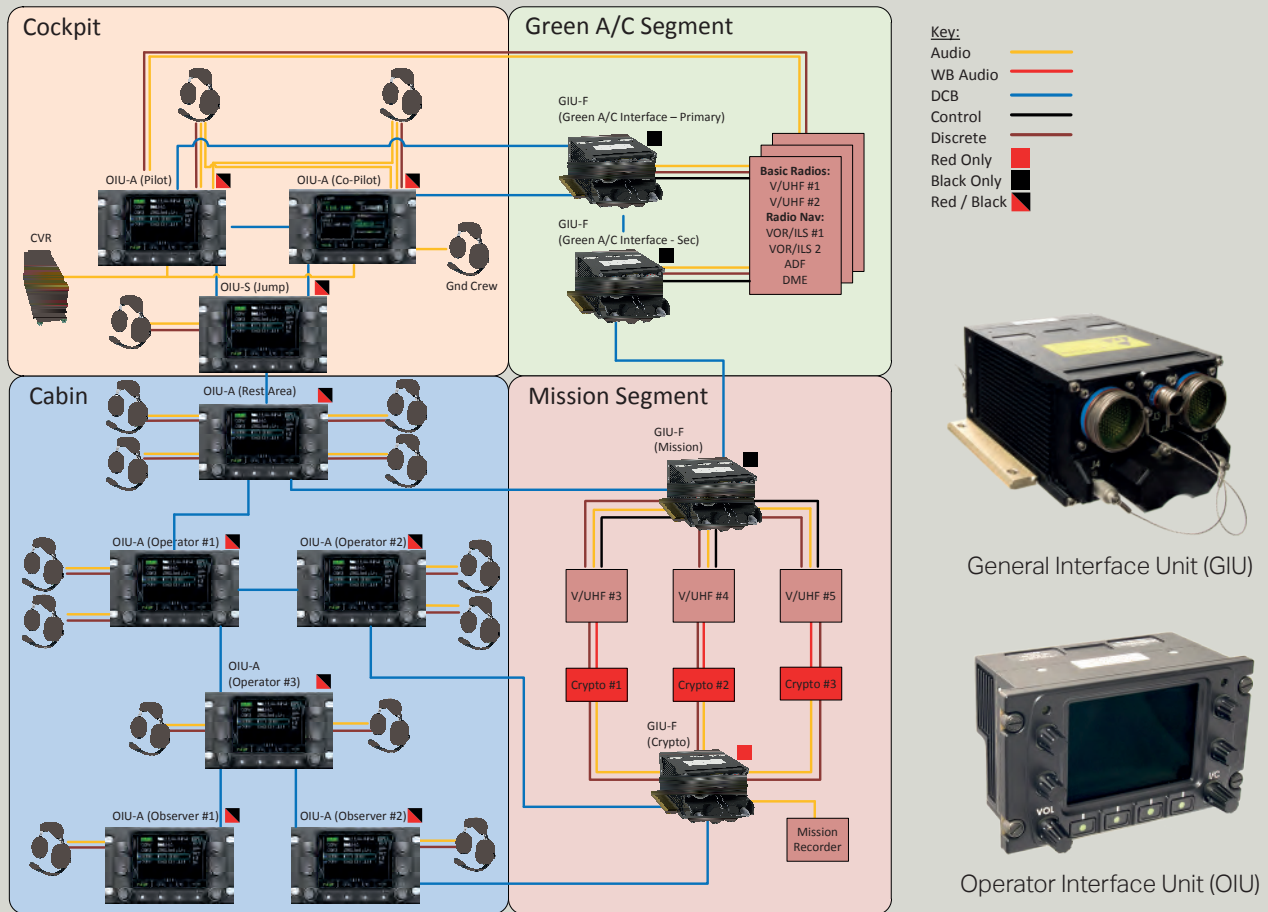 Cockpit
Green A/C Segment
Key:
Audio
WB Audio
DCB
Control
Discrete
Red Only
Black Only
Red / Black
GIU-F
(Green A/C Interface – Primary)
OIU-A (Pilot)
OIU-A (Co-Pilot)
Basic Radios:
V/UHF #1
V/UHF #2
Radio Nav:
VOR/ILS #1
VOR/ILS 2
ADF
DME
GIU-F
(Green A/C Interface - Sec)
CVR
Gnd Crew
OIU-S (Jump)
Cabin
OIU-A (Rest Area)
Mission Segment
GIU-F
(Mission)
OIU-A (Operator #1)
OIU-A (Operator #2)
V/UHF #3
V/UHF #4
V/UHF #5
General Interface Unit (GIU)
OIU-A
(Operator #3)
Crypto #1
Crypto #2
Crypto #3
GIU-F
(Crypto)
OIU-A (Observer #1)
OIU-A (Observer #2)
Mission
Recorder
VOL
I/C
Operator Interface Unit (OIU)